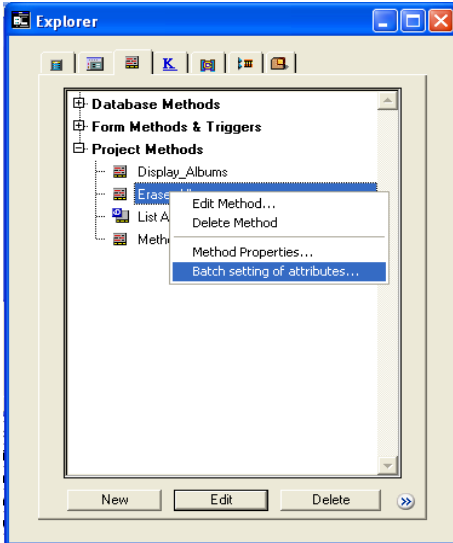 Explorer
K
Database Methods
Form Methods & Triggers
Project Methods
Display_Albums
Edit Method...
Delete Method
List A
Method Properties...
Batch setting of attributes...
New Edit Delete